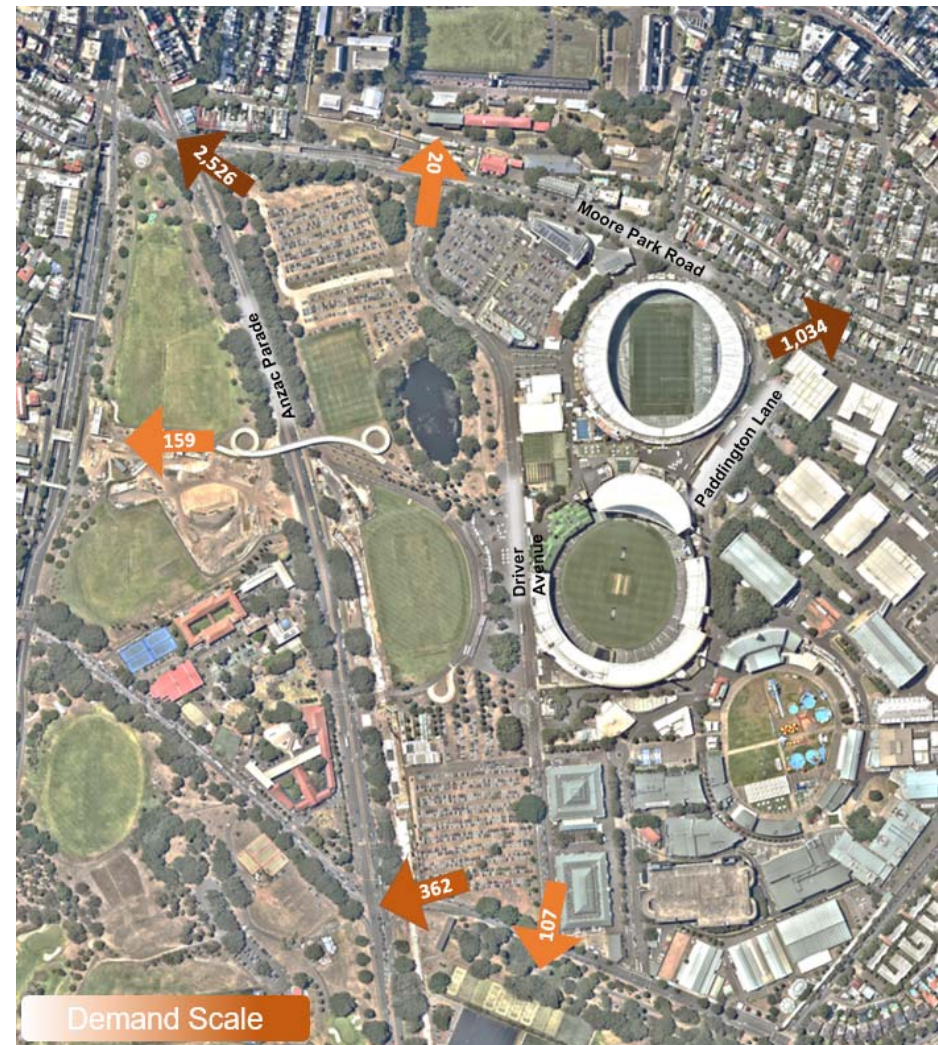 2,526
20
Moore Park Road
1,034
Anzac Parade
Paddington Lane
159
Driver
Avenue
362
107
Demand Scale